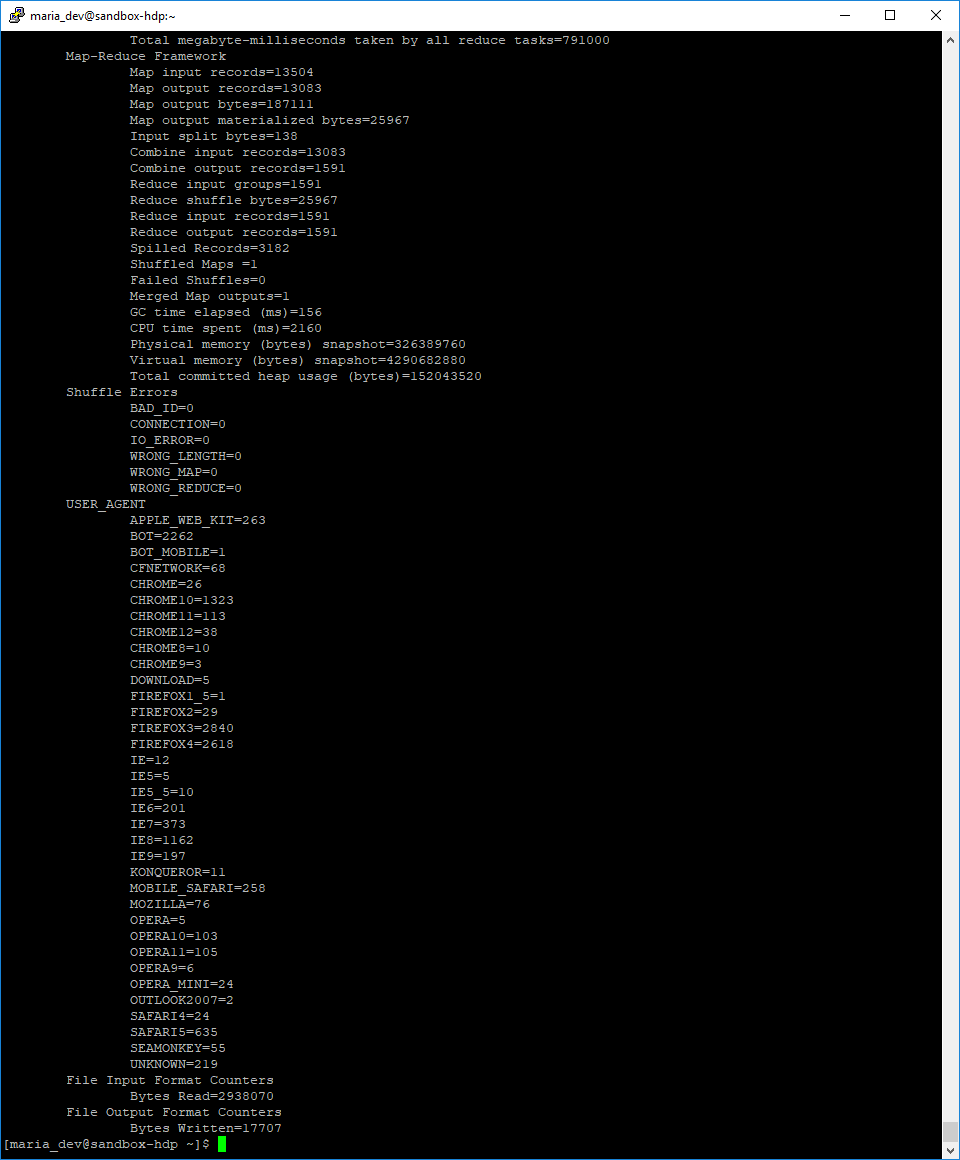 maria_dev@sandbox-hdp:~
Total megabyte-milliseconds taken by all reduce tasks=791000
Map-Reduce Framework
Map input records=13504
Map output records=13083
Map output bytes=187111
Map output materialized bytes=25967
Input split bytes=138
Combine input records=13083
Combine output records=1591
Reduce input groups=1591
Reduce shuffle bytes=25967
Reduce input records=1591
Reduce output records=1591
Spilled Records=3182
Shuffled Maps =1
Failed Shuffles=0
Merged Map outputs=1
GC time elapsed (ms)=156
CPU time spent (ms)=2160
Physical memory (bytes) snapshot=326389760
Virtual memory (bytes) snapshot=4290682880
Total committed heap usage (bytes)=152043520
Shuffle Errors
BAD_ID=0
CONNECTION=0
IO_ERROR=0
WRONG_LENGTH=0
WRONG_MAP=0
WRONG_REDUCE=0
USER_AGENT
APPLE_WEB_KIT=263
BOT=2262
BOT_MOBILE=1
CFNETWORK=68
CHROME=26
CHROME10=1323
CHROME11=113
CHROME12=38
CHROME8=10
CHROME9=3
DOWNLOAD=5
FIREFOX1_5=1
FIREFOX2=29
FIREFOX3=2840
FIREFOX4=2618
IE=12
IE5=5
IE5_5=10
IE6=201
IE7=373
IE8=1162
IE9=197
KONQUEROR=11
MOBILE_SAFARI=258
MOZILLA=76
OPERA=5
OPERA10=103
OPERA11=105
OPERA9=6
OPERA_MINI=24
OUTLOOK2007=2
SAFARI4=24
SAFARI5=635
SEAMONKEY=55
UNKNOWN=219
File Input Format Counters
Bytes Read=2938070
File Output Format Counters
Bytes Written=17707
[maria_dev@sandbox-hdp ~]$